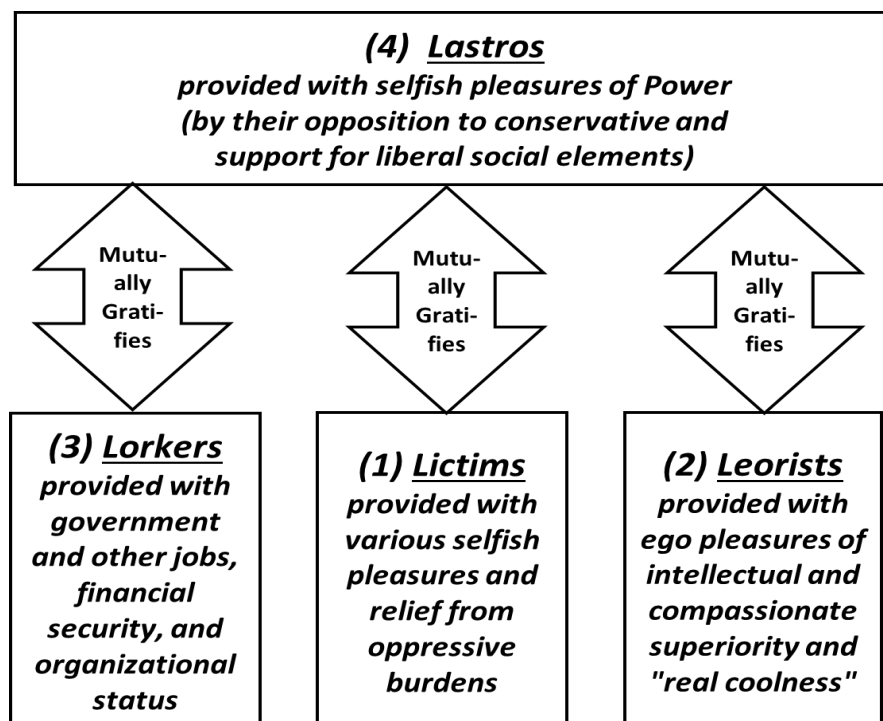 (4) Lastros
provided with selfish pleasures of Power
(by their opposition to conservative and
support for liberal social elements)
Mutu-
ally
Grati-
fies
Mutu-
ally
Grati-
fies
Mutu-
ally
Grati-
fies
(3) Lorkers
provided with
government
and other jobs,
financial
security, and
organizational
status
(1) Lictims
provided with
various selfish
pleasures and
relief from
oppressive
burdens
(2) Leorists
provided with
ego pleasures of
intellectual and
compassionate
superiority and
"real coolness"